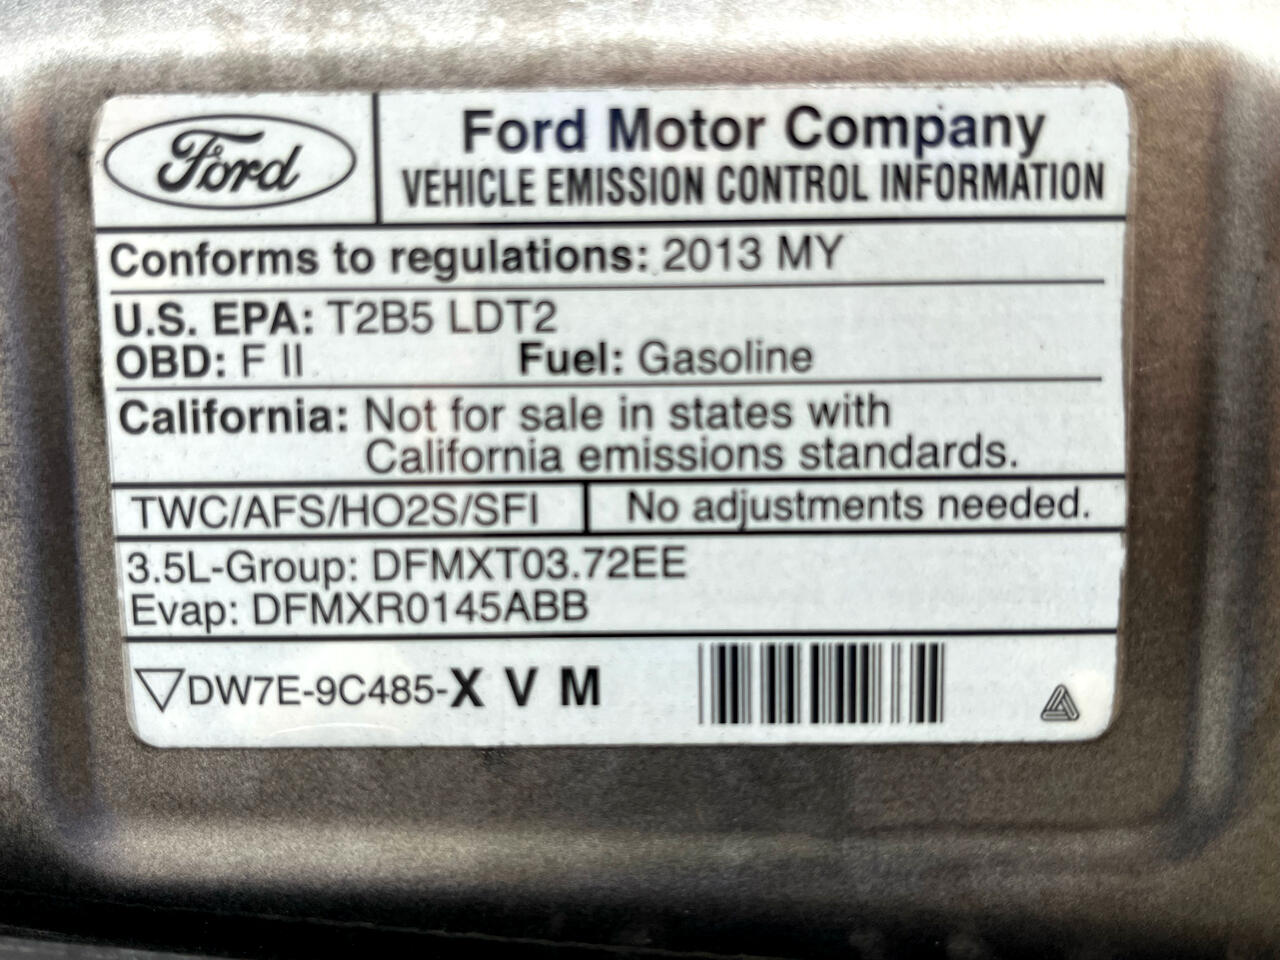 Ford
Ford Motor Company
VEHICLE EMISSION CONTROL INFORMATION
Conforms to regulations: 2013 MY
U.S. EPA: T2B5 LDT2
OBD: F II Fuel: Gasoline
California: Not for sale in states with
California emissions standards.
TWC/AFS/HO2S/SFI No adjustments needed.
3.5L-Group: DFMXT03.72EE
Evap: DFMXR0145ABB
DW7E-9C485-X V M